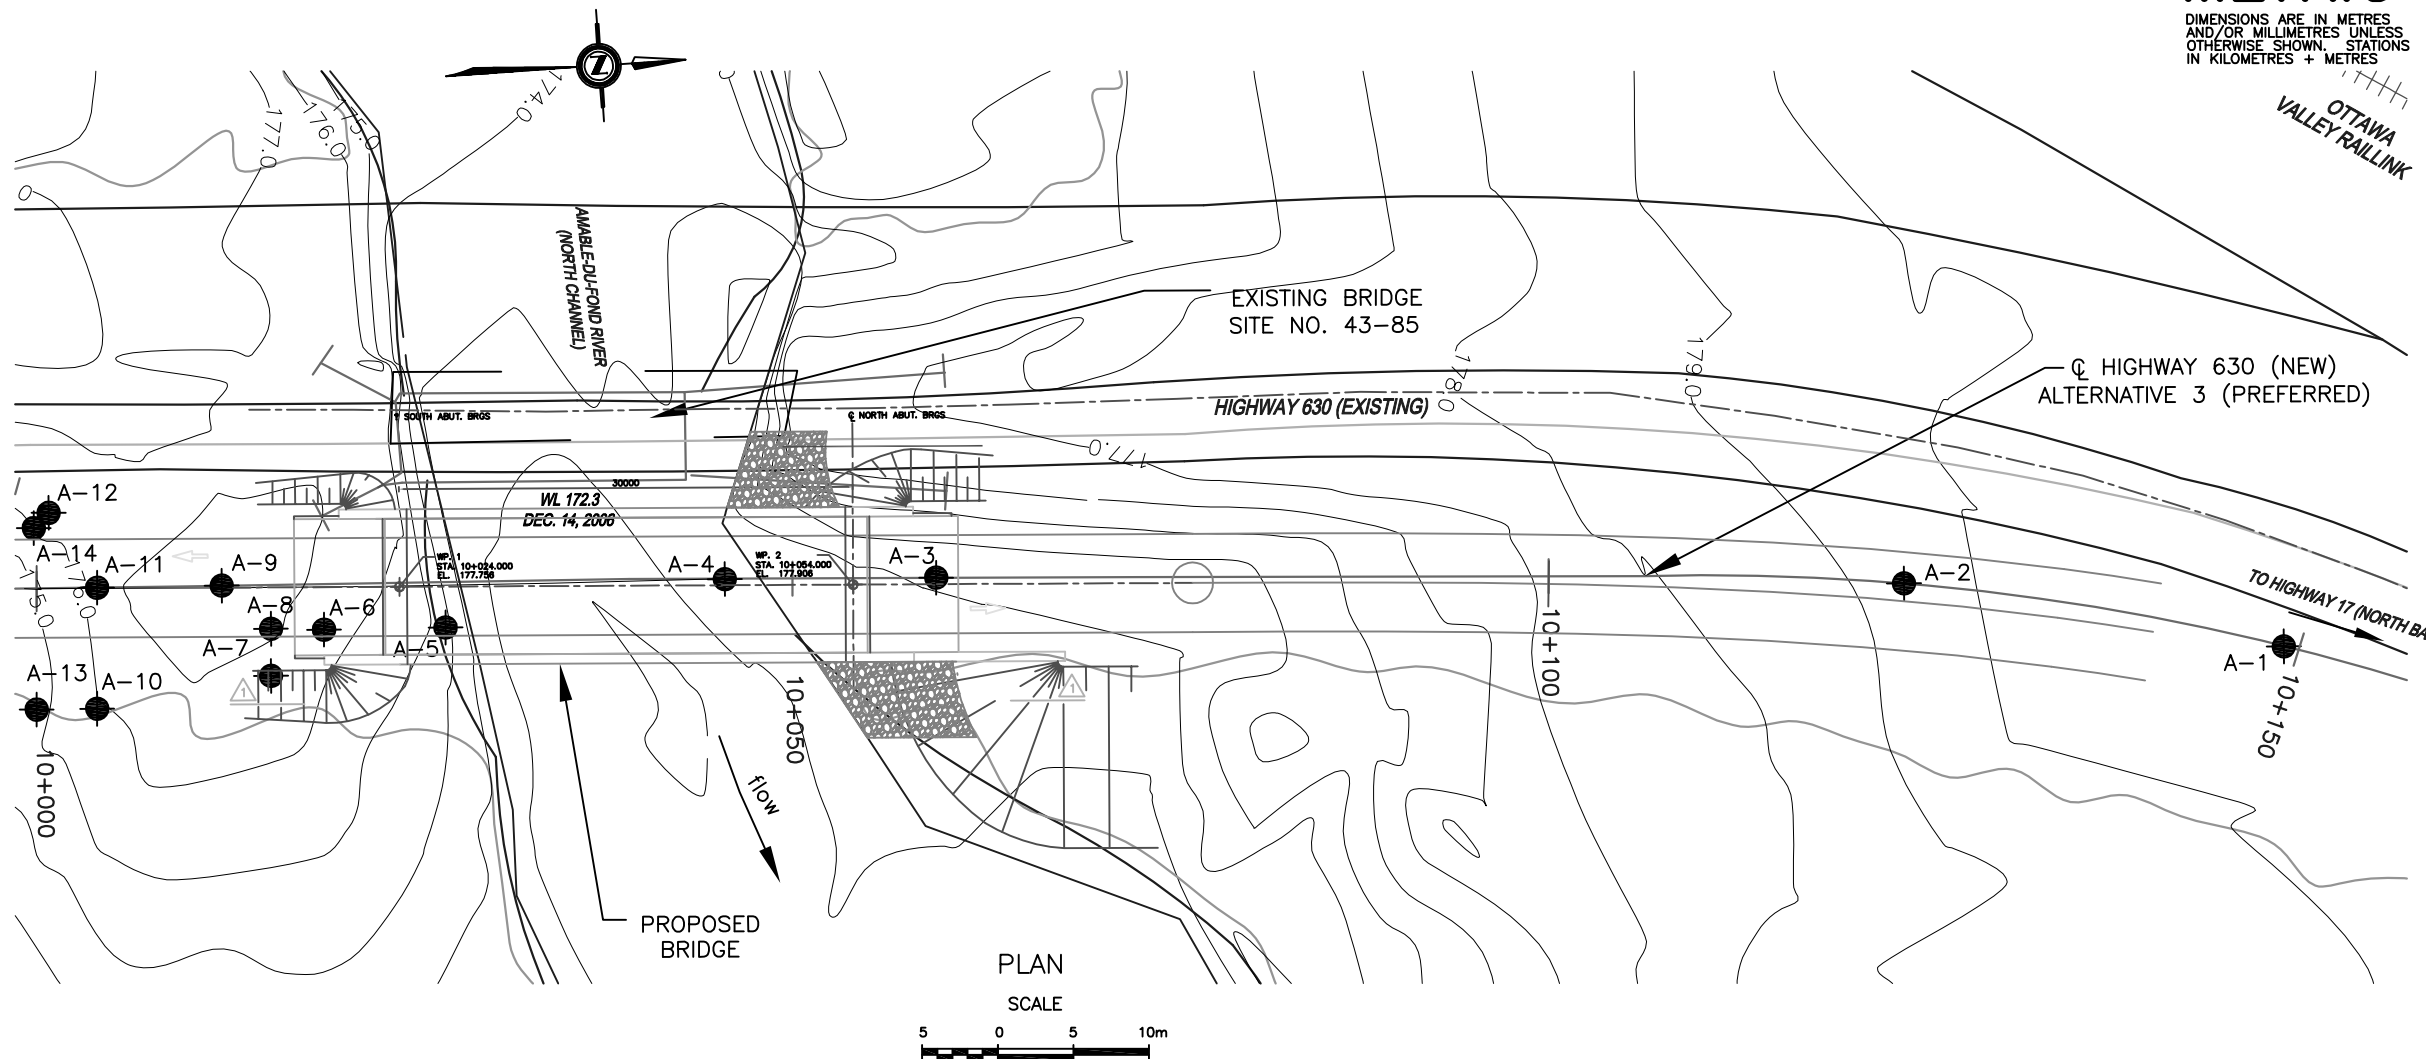 DIMENSIONS ARE IN METRES
AND/OR MILLIMETRES UNLESS
OTHERWISE SHOWN. STATIONS
IN KILOMETRES + METRES
OTTAWA
VALLEY RAILLINK
177.0
176.0
175.0
174.0
0
AMABLE-DU-FOND RIVER
(NORTH CHANNEL)
EXISTING BRIDGE
SITE NO. 43-85
℄ HIGHWAY 630 (NEW)
ALTERNATIVE 3 (PREFERRED)
178.0
179.0
HIGHWAY 630 (EXISTING)
SOUTH ABUT. BRGS
℄ NORTH ABUT. BRGS
177.0
30000
WL 172.3
DEC. 14, 2006
A-12
A-14
A-11
A-9
A-8
A-6
A-7
A-5
A-13
A-10
WP. 1
STA. 10+024.000
EL. 177.756
A-4
WP. 2
STA. 10+054.000
EL. 177.906
A-3
A-2
A-1
TO HIGHWAY 17 (NORTH BA
1
1
10+000
10+050
10+100
10+150
flow
PROPOSED
BRIDGE
PLAN
SCALE
5 0 5 10m